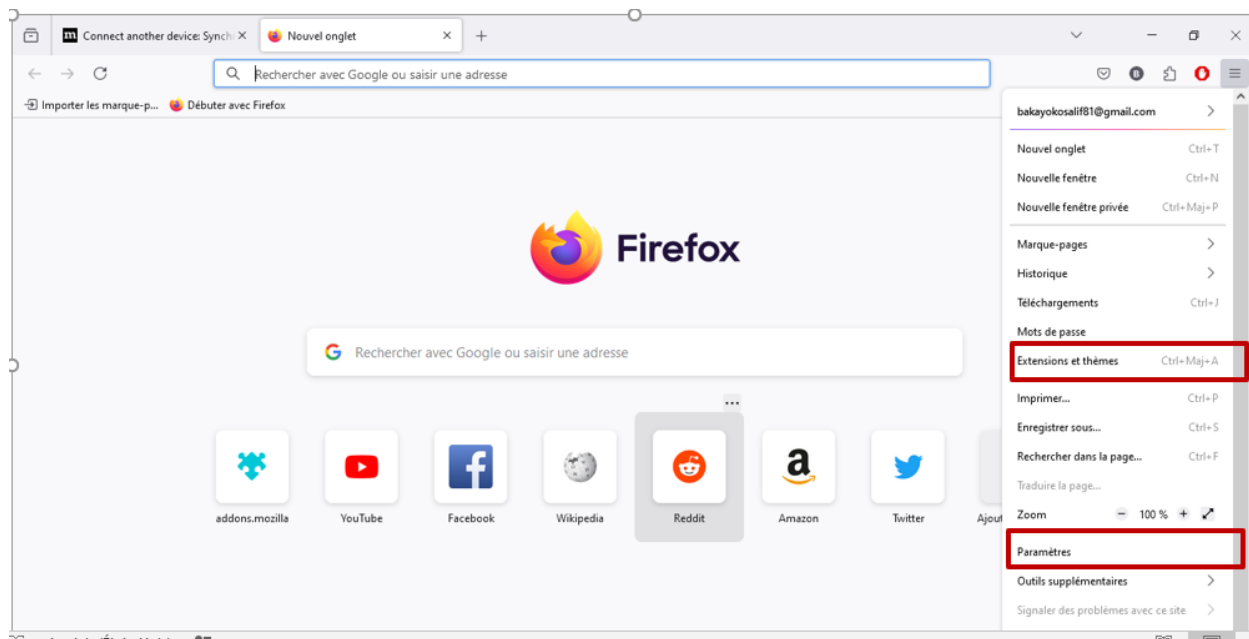 Connect another device: Synch
Nouvel onglet
Rechercher avec Google ou saisir une adresse
Importer les marque-p...
Débuter avec Firefox
bakayokosalif81@gmail.com
Nouvel onglet Ctrl+T
Nouvelle fenêtre Ctrl+N
Nouvelle fenêtre privée Ctrl+Maj+P
Marque-pages
Historique
Téléchargements Ctrl+J
Mots de passe
Extensions et thèmes Ctrl+Maj+A
Imprimer... Ctrl+P
Enregistrer sous... Ctrl+S
Rechercher dans la page... Ctrl+F
Traduire la page...
Zoom − 100 % +
Paramètres
Outils supplémentaires
Signaler des problèmes avec ce site
Firefox
Rechercher avec Google ou saisir une adresse
addons.mozilla
YouTube
Facebook
Wikipedia
Reddit
Amazon
Twitter
Ajout